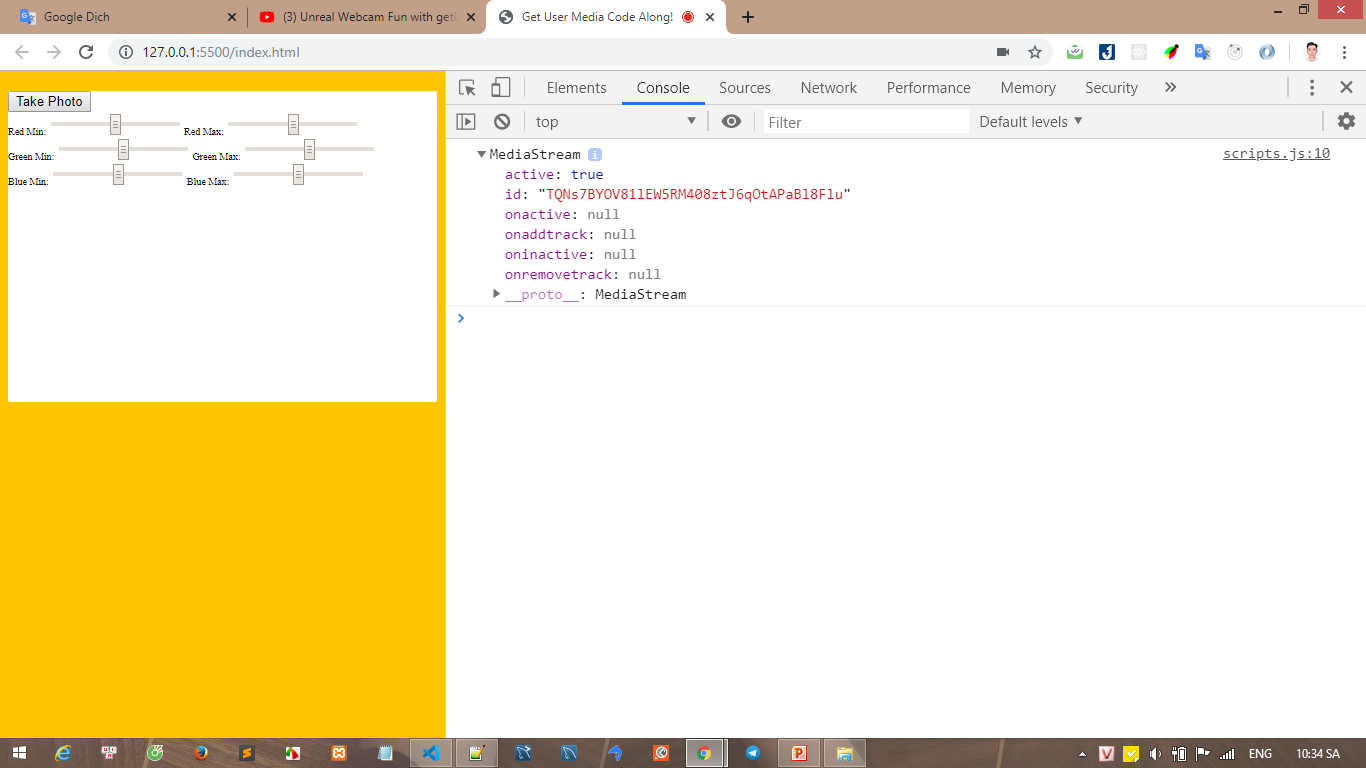 Google Dịch
(3) Unreal Webcam Fun with getU
Get User Media Code Along!
127.0.0.1:5500/index.html
Take Photo
Red Min: Red Max:
Green Min: Green Max:
Blue Min: Blue Max:
Elements Console Sources Network Performance Memory Security
top Filter Default levels
MediaStream i scripts.js:10
active: true
id: "TQNs7BYOV81lEW5RM408ztJ6qOtAPaBl8Flu"
onactive: null
onaddtrack: null
oninactive: null
onremovetrack: null
__proto__: MediaStream
ENG 10:34 SA